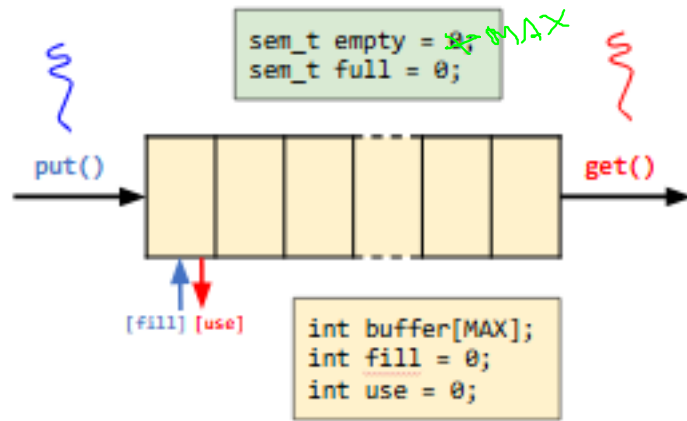 sem_t empty = 0; MAX
sem_t full = 0;
put()
get()
[fill] [use]
int buffer[MAX];
int fill = 0;
int use = 0;